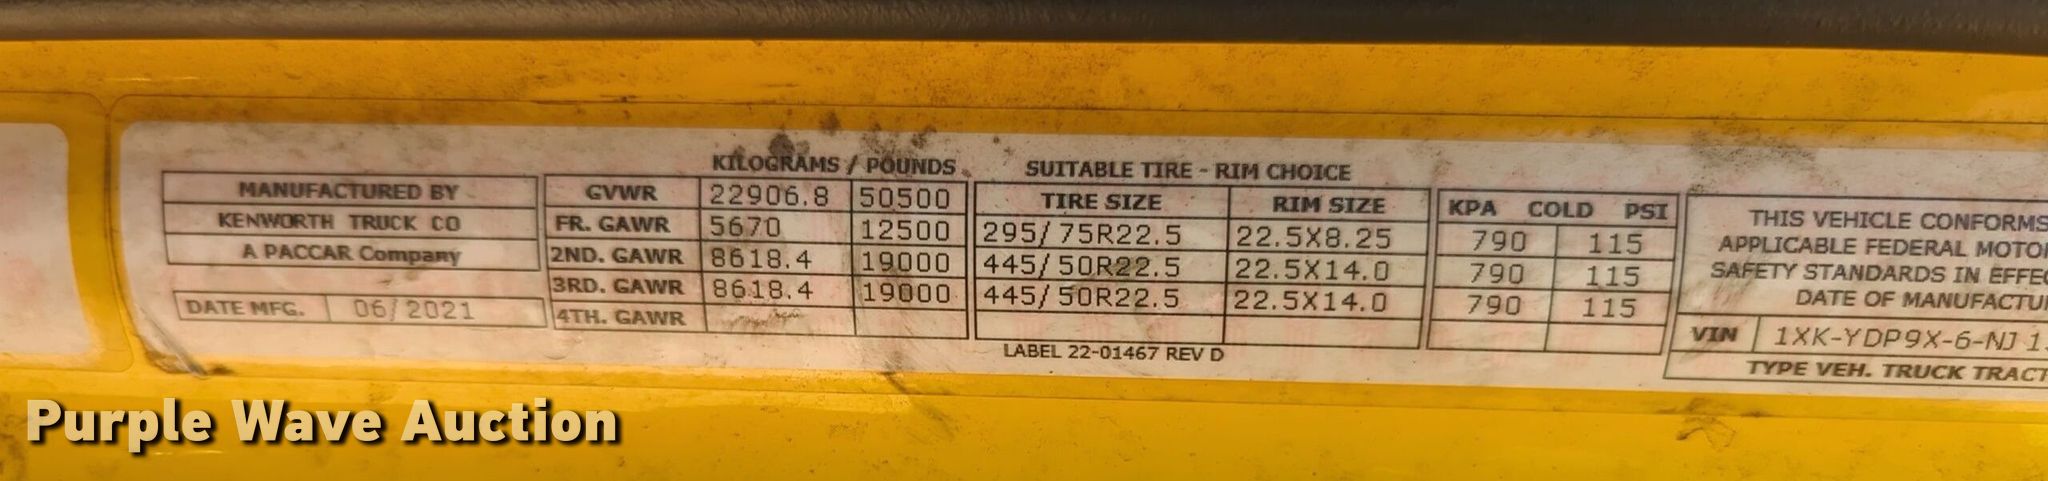 KILOGRAMS / POUNDS SUITABLE TIRE - RIM CHOICE
MANUFACTURED BY GVWR 22906.8 50500 TIRE SIZE RIM SIZE KPA COLD PSI
KENWORTH TRUCK CO FR. GAWR 5670 12500 295/75R22.5 22.5X8.25 790 115
A PACCAR Company 2ND. GAWR 8618.4 19000 445/50R22.5 22.5X14.0 790 115
3RD. GAWR 8618.4 19000 445/50R22.5 22.5X14.0 790 115
DATE MFG. 06/2021 4TH. GAWR
LABEL 22-01467 REV D
THIS VEHICLE CONFORMS
APPLICABLE FEDERAL MOTOR
SAFETY STANDARDS IN EFFEC
DATE OF MANUFACTU
VIN 1XK-YDP9X-6-NJ 1
TYPE VEH. TRUCK TRACT
Purple Wave Auction